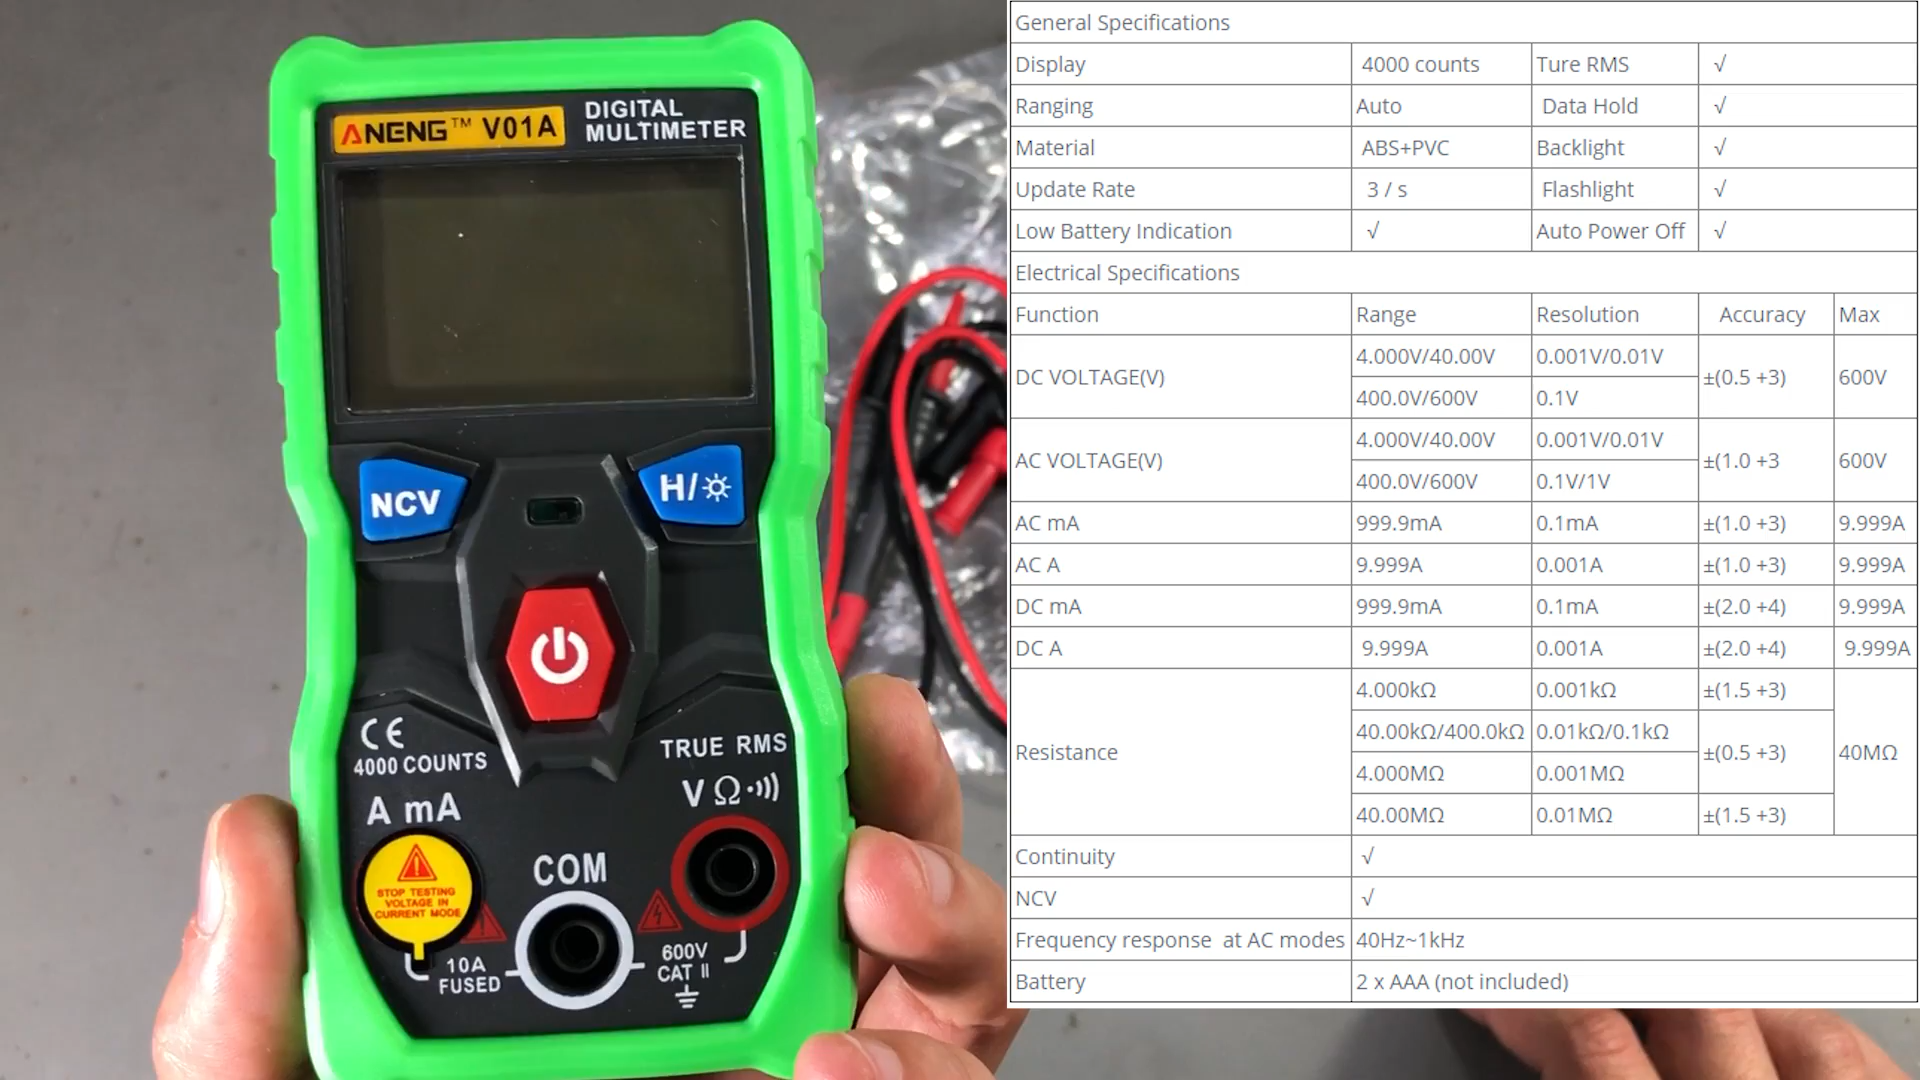 ANENG™ V01A
DIGITAL
MULTIMETER
NCV
H/
CE
4000 COUNTS
TRUE RMS
A mA
V Ω
STOP TESTING
VOLTAGE IN
CURRENT MODE
COM
10A
FUSED
600V
CAT II
General Specifications
Display 4000 counts Ture RMS √
Ranging Auto Data Hold √
Material ABS+PVC Backlight √
Update Rate 3 / s Flashlight √
Low Battery Indication √ Auto Power Off √
Electrical Specifications
Function Range Resolution Accuracy Max
DC VOLTAGE(V) 4.000V/40.00V 0.001V/0.01V ±(0.5 +3) 600V
400.0V/600V 0.1V
AC VOLTAGE(V) 4.000V/40.00V 0.001V/0.01V ±(1.0 +3 600V
400.0V/600V 0.1V/1V
AC mA 999.9mA 0.1mA ±(1.0 +3) 9.999A
AC A 9.999A 0.001A ±(1.0 +3) 9.999A
DC mA 999.9mA 0.1mA ±(2.0 +4) 9.999A
DC A 9.999A 0.001A ±(2.0 +4) 9.999A
Resistance 4.000kΩ 0.001kΩ ±(1.5 +3) 40MΩ
40.00kΩ/400.0kΩ 0.01kΩ/0.1kΩ ±(0.5 +3)
4.000MΩ 0.001MΩ
40.00MΩ 0.01MΩ ±(1.5 +3)
Continuity √
NCV √
Frequency response at AC modes 40Hz~1kHz
Battery 2 x AAA (not included)